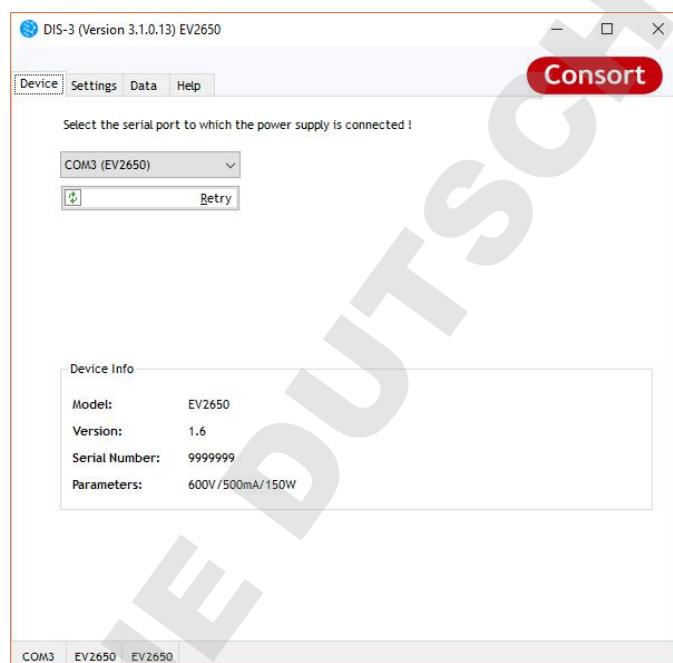 DIS-3 (Version 3.1.0.13) EV2650
Consort
Device Settings Data Help
Select the serial port to which the power supply is connected !
COM3 (EV2650)
Retry
Device Info
Model: EV2650
Version: 1.6
Serial Number: 9999999
Parameters: 600V/500mA/150W
COM3 EV2650 EV2650
NE DUTSCH